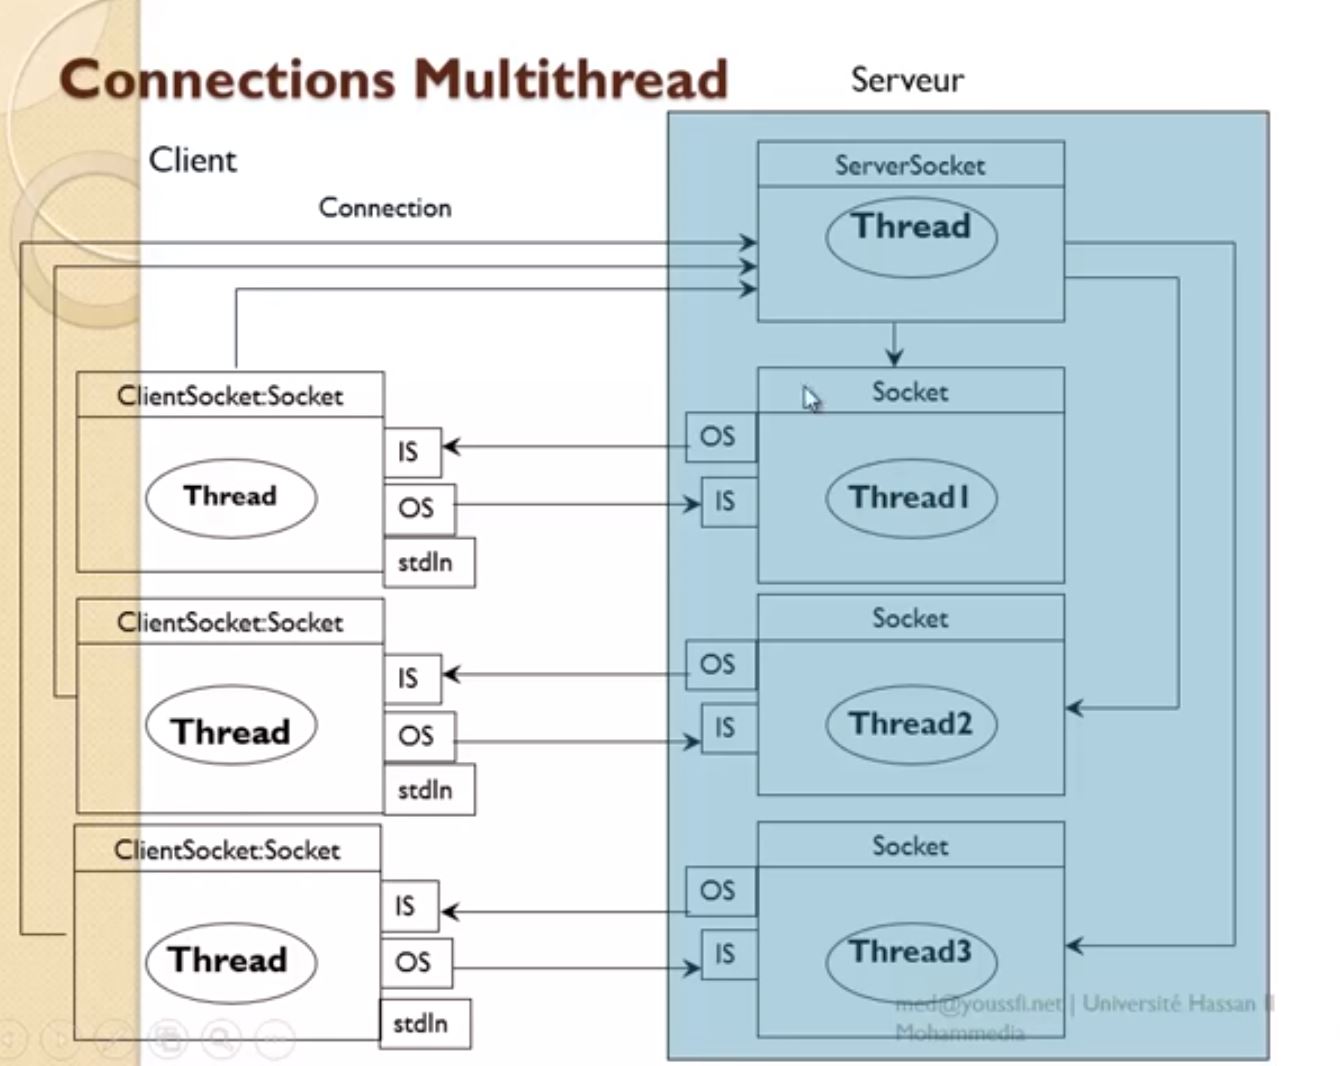 Connections Multithread
Serveur
Client
Connection
ServerSocket
Thread
ClientSocket:Socket
Thread
IS
OS
stdIn
Socket
OS
IS
Thread1
ClientSocket:Socket
Thread
IS
OS
stdIn
Socket
OS
IS
Thread2
ClientSocket:Socket
Thread
IS
OS
stdIn
Socket
OS
IS
Thread3
med@youssfi.net | Université Hassan II
Mohammedia